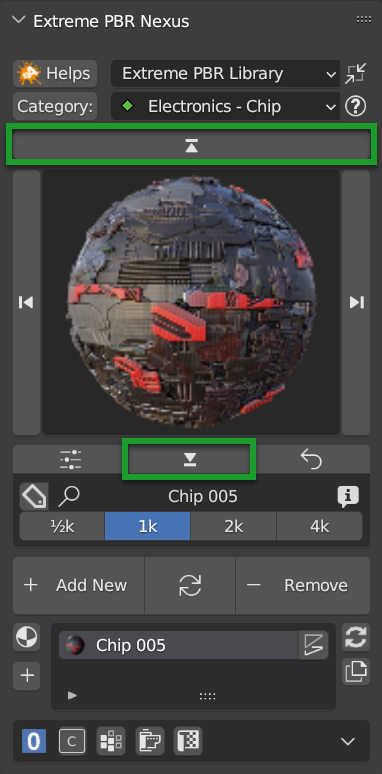 Extreme PBR Nexus
Helps
Extreme PBR Library
Category:
Electronics - Chip
Chip 005
½k
1k
2k
4k
Add New
Remove
Chip 005
0
C